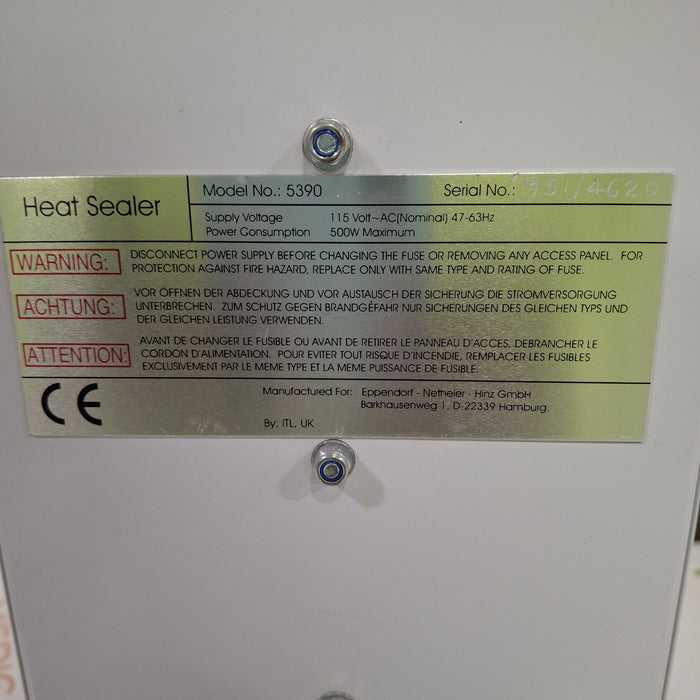 Heat Sealer
Model No.: 5390
Serial No.: 951/4620
Supply Voltage 115 Volt~AC(Nominal) 47-63Hz
Power Consumption 500W Maximum
WARNING: DISCONNECT POWER SUPPLY BEFORE CHANGING THE FUSE OR REMOVING ANY ACCESS PANEL. FOR
PROTECTION AGAINST FIRE HAZARD, REPLACE ONLY WITH SAME TYPE AND RATING OF FUSE.
ACHTUNG: VOR ÖFFNEN DER ABDECKUNG UND VOR AUSTAUSCH DER SICHERUNG DIE STROMVERSORGUNG
UNTERBRECHEN. ZUM SCHUTZ GEGEN BRANDGEFÄHR NUR SICHERUNGEN DES GLEICHEN TYPS UND
DER GLEICHEN LEISTUNG VERWENDEN.
ATTENTION: AVANT DE CHANGER LE FUSIBLE OU AVANT DE RETIRER LE PANNEAU D'ACCES, DEBRANCHER LE
CORDON D'ALIMENTATION. POUR EVITER TOUT RISQUE D'INCENDIE, REMPLACER LES FUSIBLES
EXCLUSIVEMENT PAR LE MEME TYPE ET LA MEME PUISSANCE DE FUSIBLE.
CE
Manufactured For: Eppendorf - Netheler - Hinz GmbH
Barkhausenweg 1, D-22339 Hamburg.
By: ITL, UK